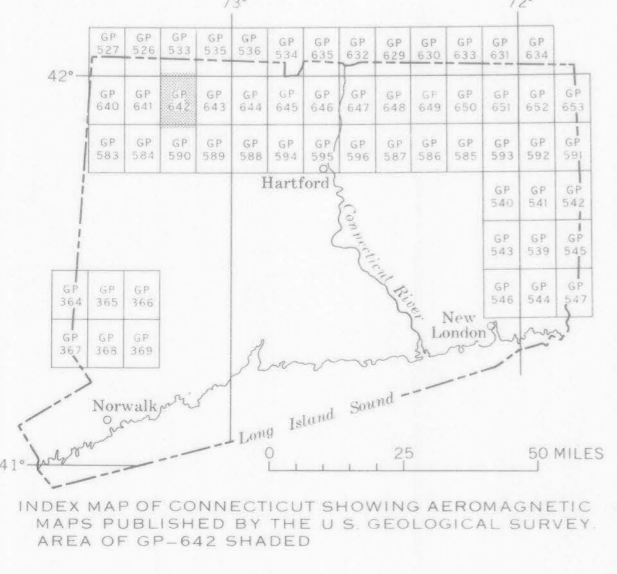 73°
72°
GP 527 GP 526 GP 533 GP 535 GP 536 GP 534 GP 635 GP 632 GP 629 GP 630 GP 633 GP 631 GP 634
42°
GP 640 GP 641 GP 642 GP 643 GP 644 GP 645 GP 646 GP 647 GP 648 GP 649 GP 650 GP 651 GP 652 GP 653
GP 583 GP 584 GP 590 GP 589 GP 588 GP 594 GP 595 GP 596 GP 587 GP 586 GP 585 GP 593 GP 592 GP 591
Hartford
GP 540 GP 541 GP 542
Connecticut River
GP 543 GP 539 GP 545
GP 364 GP 365 GP 366
GP 546 GP 544 GP 547
New
London
GP 367 GP 368 GP 369
Norwalk
Long Island Sound
41°
0 25 50 MILES
INDEX MAP OF CONNECTICUT SHOWING AEROMAGNETIC
MAPS PUBLISHED BY THE U S. GEOLOGICAL SURVEY.
AREA OF GP-642 SHADED